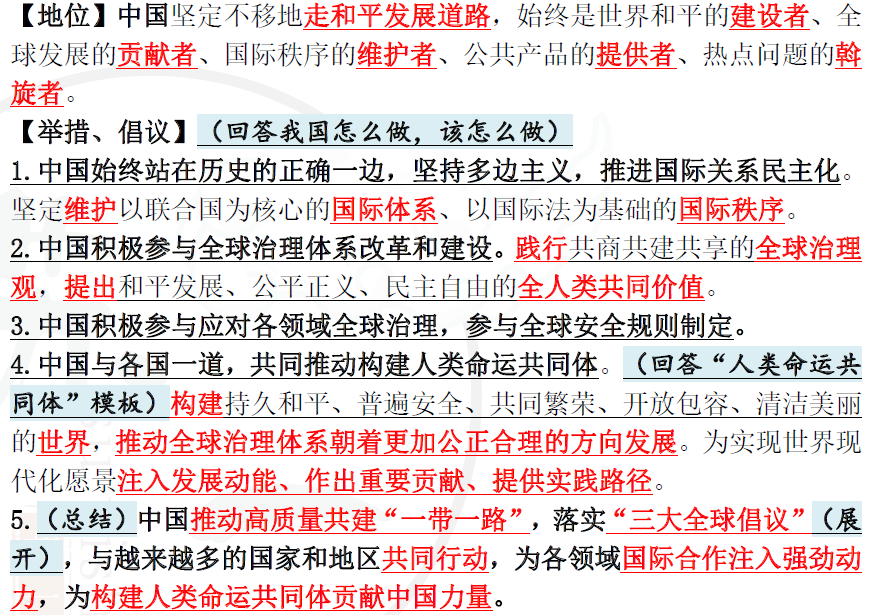 【地位】中国坚定不移地走和平发展道路，始终是世界和平的建设者、全
球发展的贡献者、国际秩序的维护者、公共产品的提供者、热点问题的斡
旋者。
【举措、倡议】（回答我国怎么做，该怎么做）
1.中国始终站在历史的正确一边，坚持多边主义，推进国际关系民主化。
坚定维护以联合国为核心的国际体系、以国际法为基础的国际秩序。
2.中国积极参与全球治理体系改革和建设。践行共商共建共享的全球治理
观，提出和平发展、公平正义、民主自由的全人类共同价值。
3.中国积极参与应对各领域全球治理，参与全球安全规则制定。
4.中国与各国一道，共同推动构建人类命运共同体。（回答“人类命运共
同体”模板）构建持久和平、普遍安全、共同繁荣、开放包容、清洁美丽
的世界，推动全球治理体系朝着更加公正合理的方向发展。为实现世界现
代化愿景注入发展动能、作出重要贡献、提供实践路径。
5.（总结）中国推动高质量共建“一带一路”，落实“三大全球倡议”（展
开），与越来越多的国家和地区共同行动，为各领域国际合作注入强劲动
力，为构建人类命运共同体贡献中国力量。